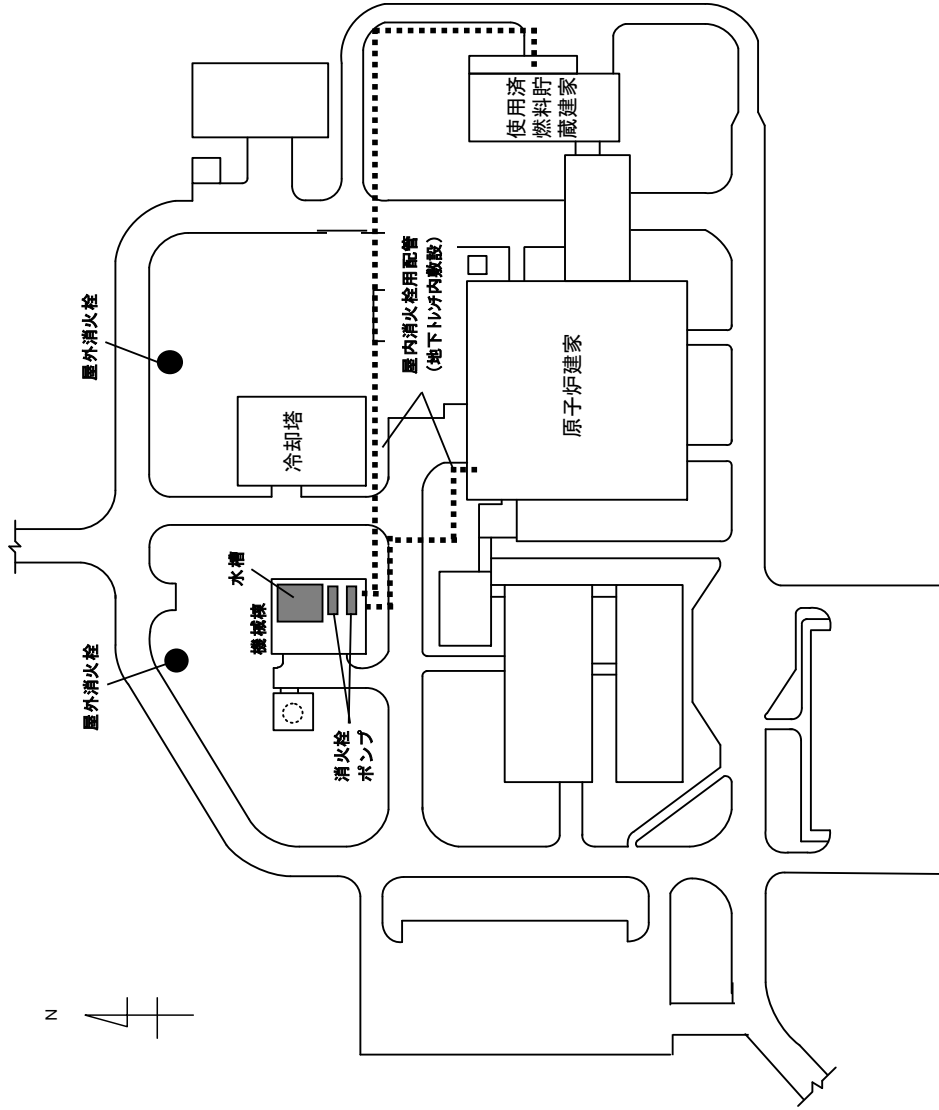 屋外消火栓
屋外消火栓
水槽
機械棟
冷却塔
消火栓
ポンプ
屋内消火栓用配管
(地下トレンチ内敷設)
使用済
燃料貯
蔵建家
原子炉建家
N